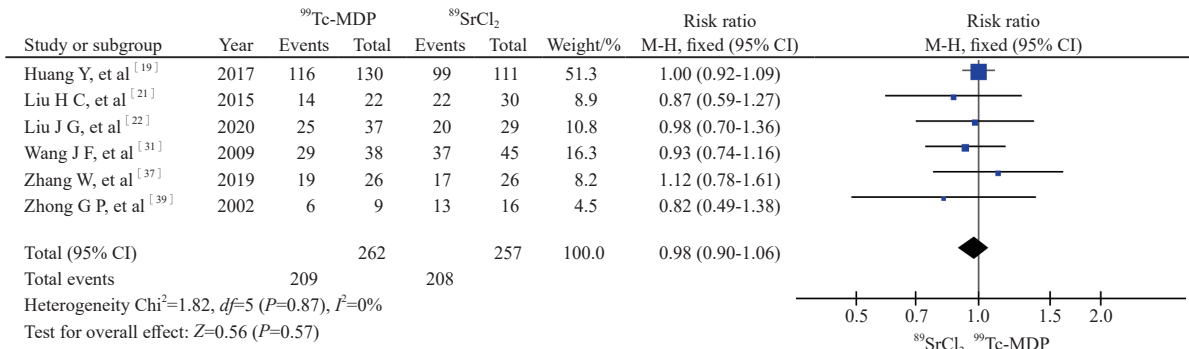 ⁹⁹Tc-MDP ⁸⁹SrCl₂ Risk ratio Risk ratio
Study or subgroup Year Events Total Events Total Weight/% M-H, fixed (95% CI) M-H, fixed (95% CI)
Huang Y, et al [19] 2017 116 130 99 111 51.3 1.00 (0.92-1.09)
Liu H C, et al [21] 2015 14 22 22 30 8.9 0.87 (0.59-1.27)
Liu J G, et al [22] 2020 25 37 20 29 10.8 0.98 (0.70-1.36)
Wang J F, et al [31] 2009 29 38 37 45 16.3 0.93 (0.74-1.16)
Zhang W, et al [37] 2019 19 26 17 26 8.2 1.12 (0.78-1.61)
Zhong G P, et al [39] 2002 6 9 13 16 4.5 0.82 (0.49-1.38)
Total (95% CI) 262 257 100.0 0.98 (0.90-1.06)
Total events 209 208
Heterogeneity Chi²=1.82, df=5 (P=0.87), I²=0%
Test for overall effect: Z=0.56 (P=0.57)
0.5 0.7 1.0 1.5 2.0
⁸⁹SrCl₂ ⁹⁹Tc-MDP